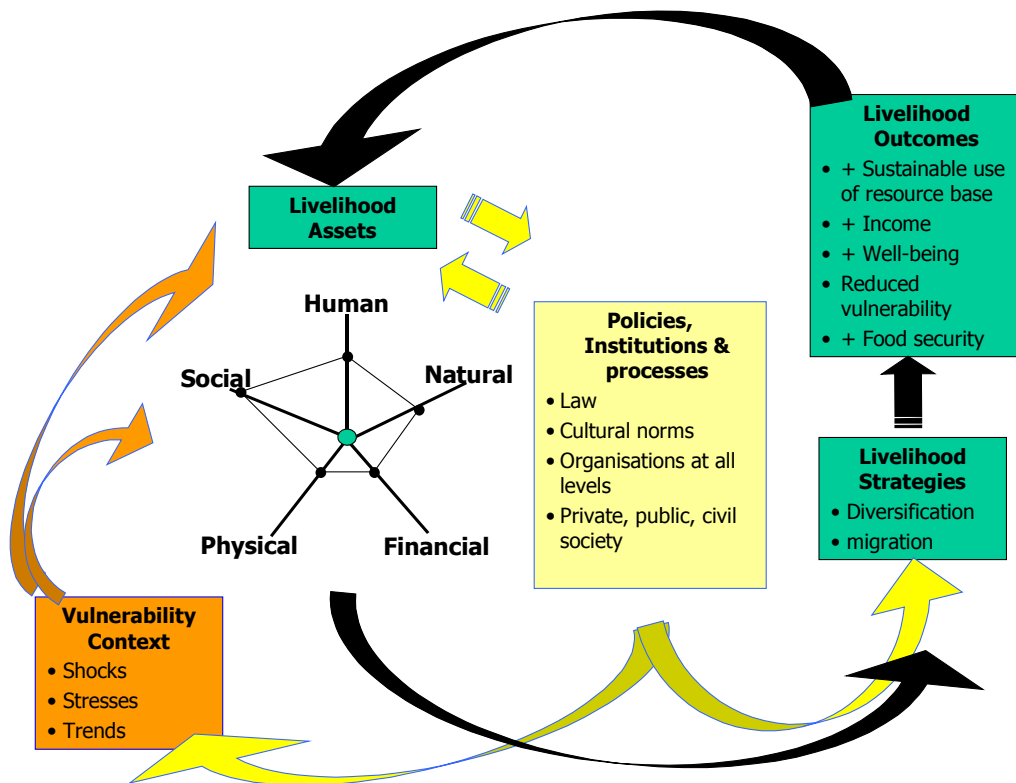 Livelihood
Assets
Human
Social
Natural
Physical
Financial
Vulnerability
Context
• Shocks
• Stresses
• Trends
Policies,
Institutions &
processes
• Law
• Cultural norms
• Organisations at all
levels
• Private, public, civil
society
Livelihood
Outcomes
• + Sustainable use
of resource base
• + Income
• + Well-being
• Reduced
vulnerability
• + Food security
Livelihood
Strategies
• Diversification
• migration